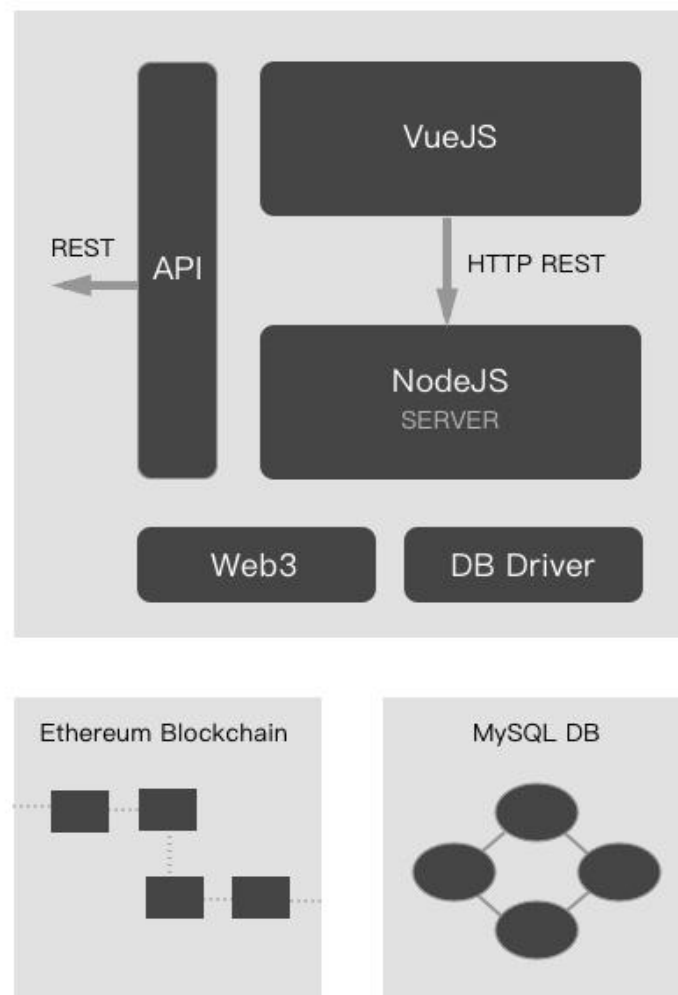 VueJS
REST
API
HTTP REST
NodeJS
SERVER
Web3
DB Driver
Ethereum Blockchain
MySQL DB